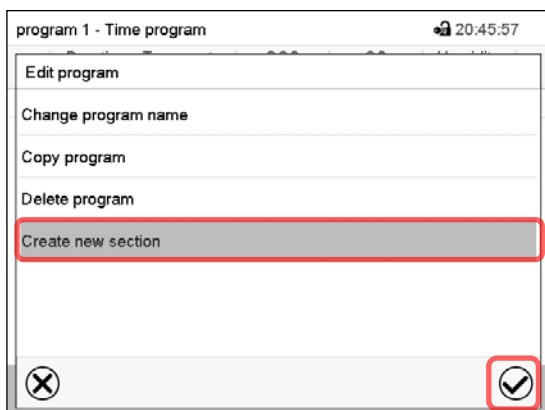 program 1 - Time program 20:45:57
Edit program
Change program name
Copy program
Delete program
Create new section